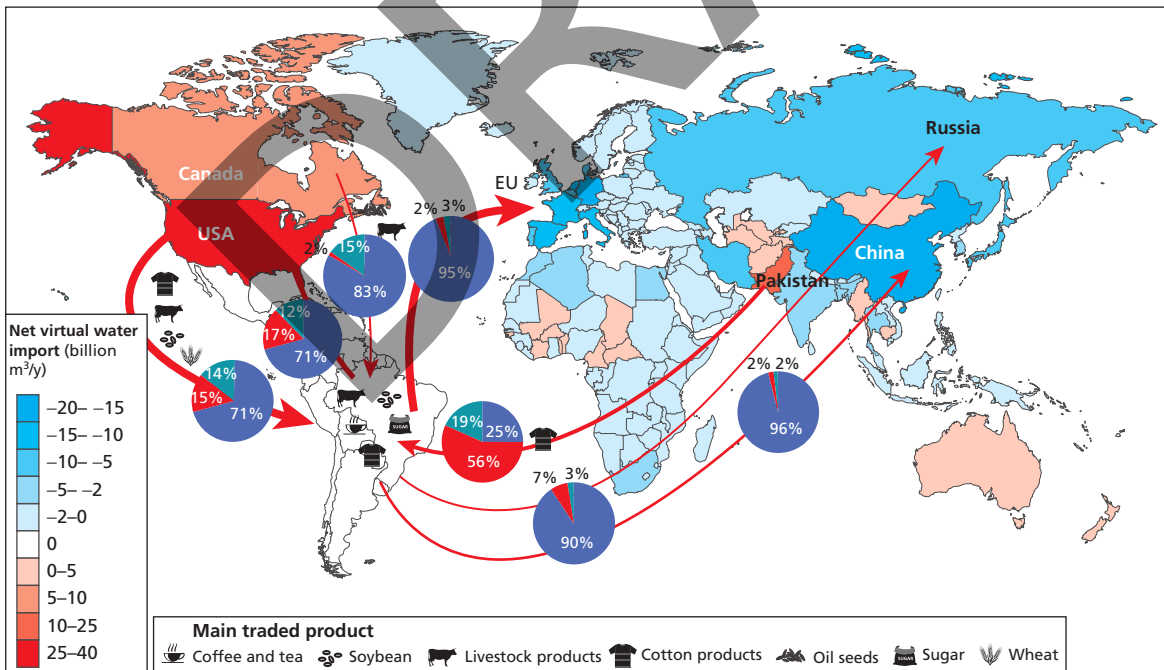 Canada
USA
EU
Russia
China
Pakistan
2%
15%
83%
2% 3%
95%
12%
17%
71%
14%
15%
71%
SUGAR
19%
25%
56%
2% 2%
96%
7% 3%
90%
Net virtual water
import (billion
m³/y)
–20– –15
–15– –10
–10– –5
–5– –2
–2–0
0
0–5
5–10
10–25
25–40
Main traded product
Coffee and tea Soybean Livestock products Cotton products Oil seeds SUGAR Sugar Wheat